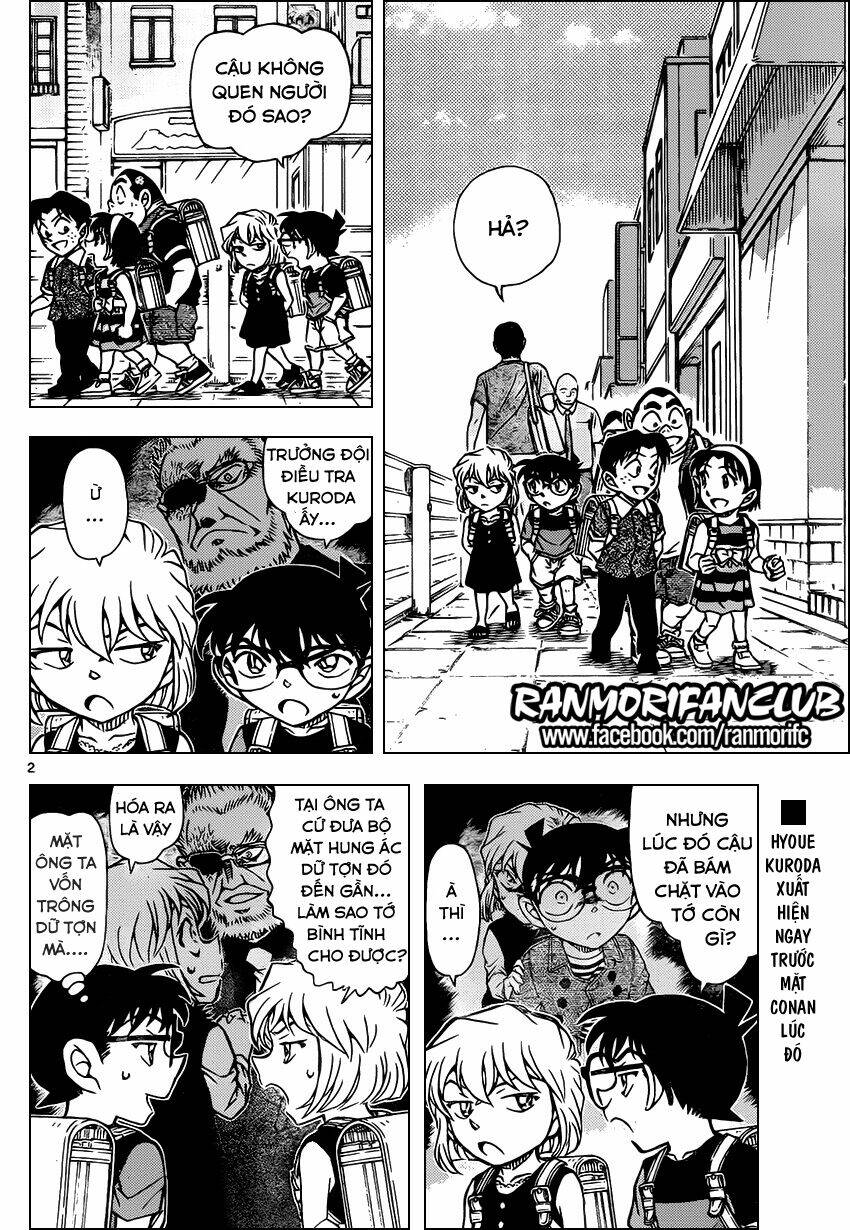 HẢ?
CẬU KHÔNG
QUEN NGƯỜI
ĐÓ SAO?
TRƯỞNG ĐỘI
ĐIỀU TRA
KURODA
ẤY...
Ừ
...
RANMORIFANCLUB
www.facebook.com/ranmorifc
2
HYOUE
KURODA
XUẤT
HIỆN
NGAY
TRƯỚC
MẶT
CONAN
LÚC
ĐÓ
NHƯNG
LÚC ĐÓ CẬU
ĐÃ BÁM
CHẶT VÀO
TỚ CÒN
GÌ?
À THÌ
...
TẠI ÔNG TA
CỨ ĐƯA BỘ
MẶT HUNG ÁC
DỮ TỢN ĐÓ
ĐẾN GẦN...
LÀM SAO TỚ
BÌNH TĨNH
CHO ĐƯỢC?
HÓA RA
LÀ VẬY
MẶT
ÔNG TA
VỐN
TRÔNG
DỮ TỢN
MÀ....